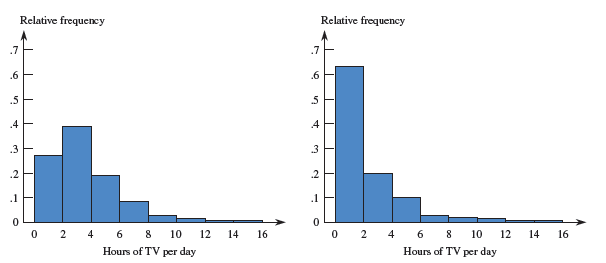 Relative frequency
.7
.6
.5
.4
.3
.2
.1
0
0 2 4 6 8 10 12 14 16
Hours of TV per day
Relative frequency
.7
.6
.5
.4
.3
.2
.1
0
0 2 4 6 8 10 12 14 16
Hours of TV per day